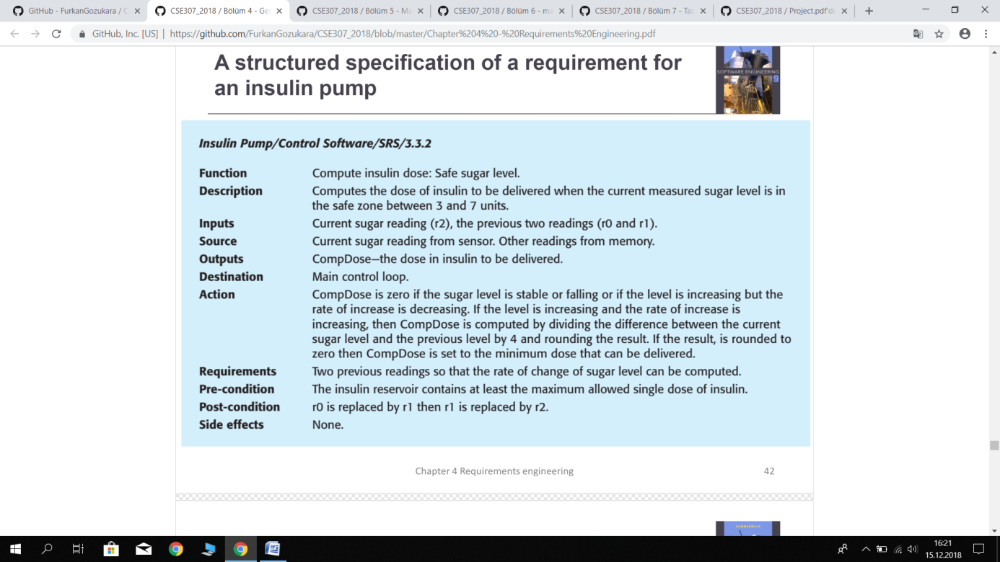 GitHub - FurkanGozukara / C
CSE307_2018 / Bölüm 4 - Ge
CSE307_2018 / Bölüm 5 - Ma
CSE307_2018 / Bölüm 6 - ma
CSE307_2018 / Bölüm 7 - Tas
CSE307_2018 / Project.pdf'de
GitHub, Inc. [US] | https://github.com/FurkanGozukara/CSE307_2018/blob/master/Chapter%204%20-%20Requirements%20Engineering.pdf
A structured specification of a requirement for
an insulin pump
SOFTWARE ENGINEERING
9
Insulin Pump/Control Software/SRS/3.3.2
Function Compute insulin dose: Safe sugar level.
Description Computes the dose of insulin to be delivered when the current measured sugar level is in
the safe zone between 3 and 7 units.
Inputs Current sugar reading (r2), the previous two readings (r0 and r1).
Source Current sugar reading from sensor. Other readings from memory.
Outputs CompDose—the dose in insulin to be delivered.
Destination Main control loop.
Action CompDose is zero if the sugar level is stable or falling or if the level is increasing but the
rate of increase is decreasing. If the level is increasing and the rate of increase is
increasing, then CompDose is computed by dividing the difference between the current
sugar level and the previous level by 4 and rounding the result. If the result, is rounded to
zero then CompDose is set to the minimum dose that can be delivered.
Requirements Two previous readings so that the rate of change of sugar level can be computed.
Pre-condition The insulin reservoir contains at least the maximum allowed single dose of insulin.
Post-condition r0 is replaced by r1 then r1 is replaced by r2.
Side effects None.
Chapter 4 Requirements engineering 42
16:21
15.12.2018